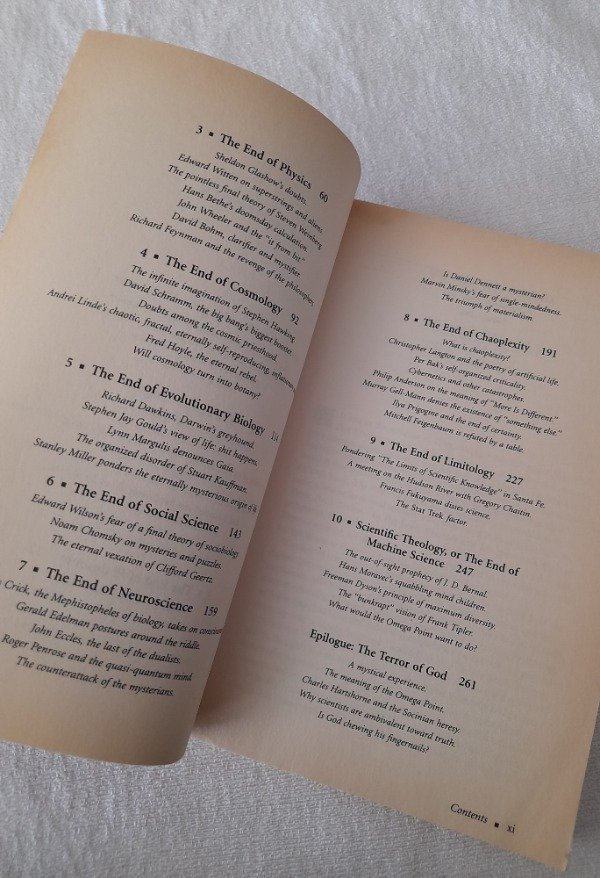 3 ▪ The End of Physics 60
Sheldon Glashow's doubts.
Edward Witten on superstrings and aliens.
The pointless final theory of Steven Weinberg.
Hans Bethe's doomsday calculation.
John Wheeler and the "it from bit."
David Bohm, clarifier and mystifier.
Richard Feynman and the revenge of the philosophers
4 ▪ The End of Cosmology 92
The infinite imagination of Stephen Hawking
David Schramm, the big bang's biggest booster.
Doubts among the cosmic priesthood.
Andrei Linde's chaotic, fractal, eternally self-reproducing, inflationary
Fred Hoyle, the eternal rebel.
Will cosmology turn into botany?
5 ▪ The End of Evolutionary Biology
Richard Dawkins, Darwin's greyhound.
Stephen Jay Gould's view of life: shit happens.
Lynn Margulis denounces Gaia.
The organized disorder of Stuart Kauffman.
Stanley Miller ponders the eternally mysterious origin of
6 ▪ The End of Social Science 143
Edward Wilson's fear of a final theory of sociobiology
Noam Chomsky on mysteries and puzzles.
The eternal vexation of Clifford Geertz.
7 ▪ The End of Neuroscience 159
Crick, the Mephistopheles of biology, takes on
Gerald Edelman postures around the riddle.
John Eccles, the last of the dualists.
Roger Penrose and the quasi-quantum mind
The counterattack of the mysterians.
Is Daniel Dennett a mysterian?
Marvin Minsky's fear of single-mindedness.
The triumph of materialism.
8 ▪ The End of Chaoplexity 191
What is chaoplexity?
Christopher Langton and the poetry of artificial life.
Per Bak's self-organized criticality.
Cybernetics and other catastrophes.
Philip Anderson on the meaning of "More Is Different."
Murray Gell-Mann denies the existence of "something else."
Ilya Prigogine and the end of certainty.
Mitchell Feigenbaum is refuted by a table.
9 ▪ The End of Limitology 227
Pondering "The Limits of Scientific Knowledge" in Santa Fe.
A meeting on the Hudson River with Gregory Chaitin.
Francis Fukuyama disses science.
The Star Trek factor.
10 ▪ Scientific Theology, or The End of
Machine Science 247
The out-of-sight prophecy of J. D. Bernal.
Hans Moravec's squabbling mind children.
Freeman Dyson's principle of maximum diversity.
The "bunkrapt" vision of Frank Tipler.
What would the Omega Point want to do?
Epilogue: The Terror of God 261
A mystical experience.
The meaning of the Omega Point.
Charles Hartshorne and the Socinian heresy.
Why scientists are ambivalent toward truth.
Is God chewing his fingernails?
Contents ▪ xi